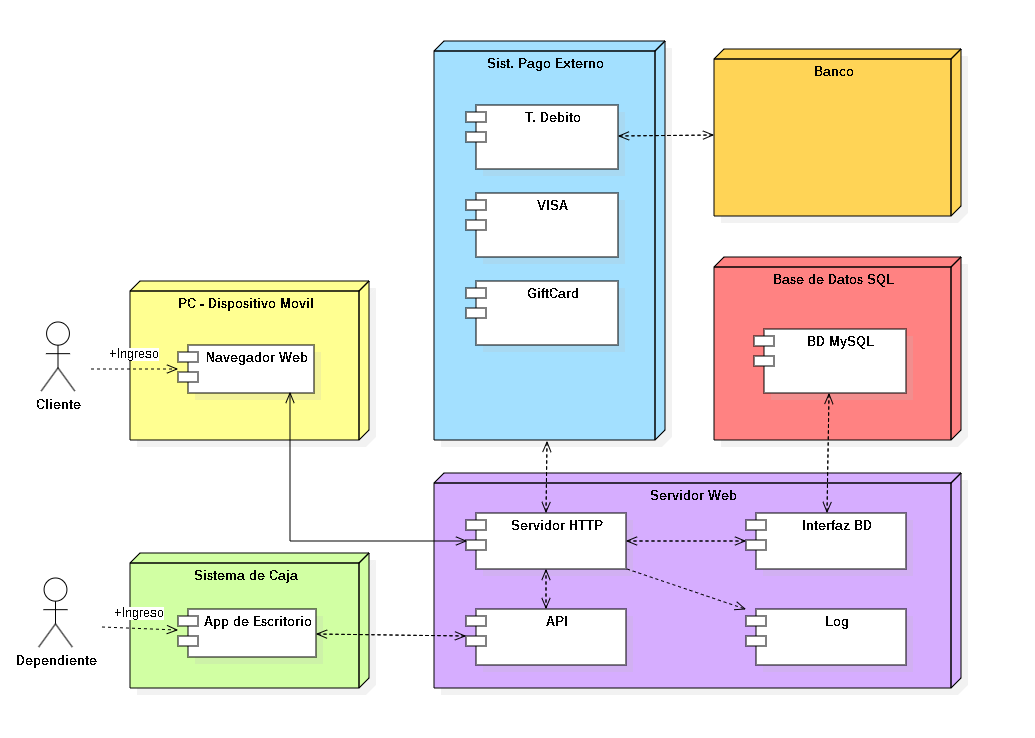 Sist. Pago Externo
T. Debito
VISA
GiftCard
Banco
Base de Datos SQL
BD MySQL
PC - Dispositivo Movil
+Ingreso
Navegador Web
Cliente
Servidor Web
Servidor HTTP
Interfaz BD
API
Log
Sistema de Caja
+Ingreso
App de Escritorio
Dependiente